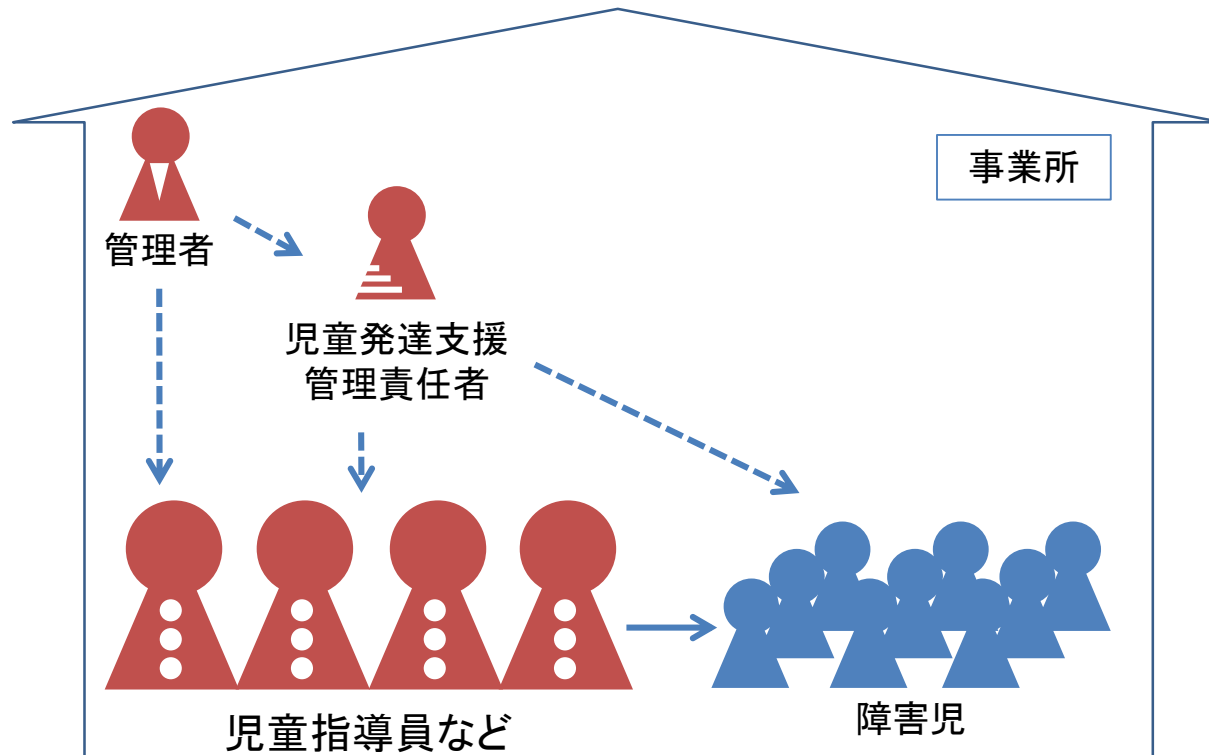 事業所
管理者
児童発達支援
管理責任者
児童指導員など
障害児